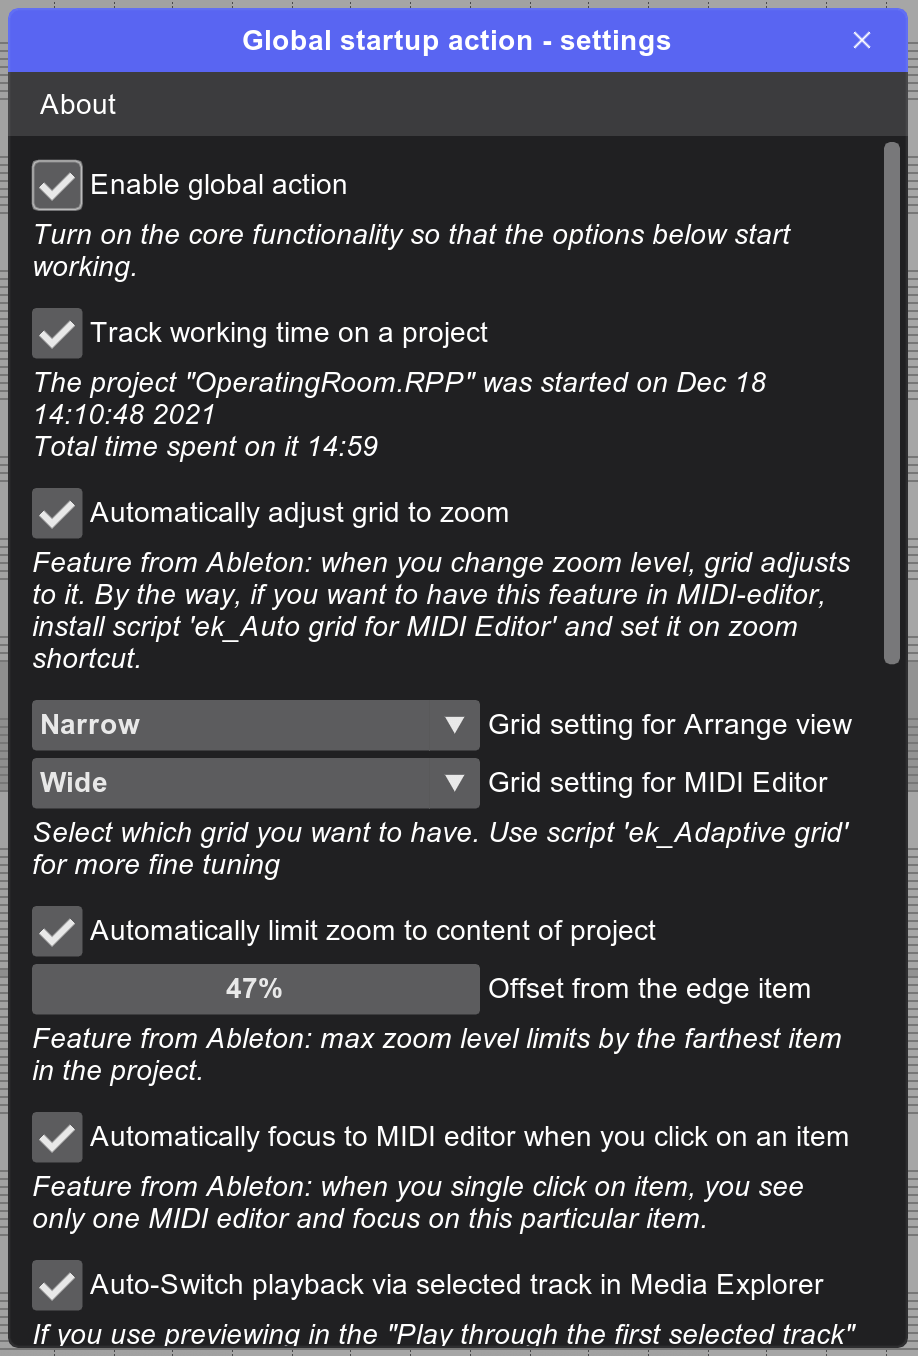 Global startup action - settings
About
Enable global action
Turn on the core functionality so that the options below start
working.
Track working time on a project
The project "OperatingRoom.RPP" was started on Dec 18
14:10:48 2021
Total time spent on it 14:59
Automatically adjust grid to zoom
Feature from Ableton: when you change zoom level, grid adjusts
to it. By the way, if you want to have this feature in MIDI-editor,
install script 'ek_Auto grid for MIDI Editor' and set it on zoom
shortcut.
Narrow Grid setting for Arrange view
Wide Grid setting for MIDI Editor
Select which grid you want to have. Use script 'ek_Adaptive grid'
for more fine tuning
Automatically limit zoom to content of project
47% Offset from the edge item
Feature from Ableton: max zoom level limits by the farthest item
in the project.
Automatically focus to MIDI editor when you click on an item
Feature from Ableton: when you single click on item, you see
only one MIDI editor and focus on this particular item.
Auto-Switch playback via selected track in Media Explorer
If you use previewing in the "Play through the first selected track"